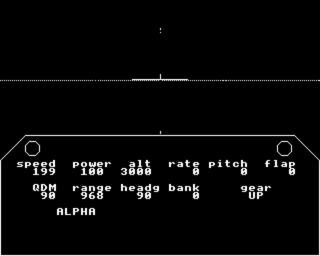 speed power alt rate pitch flap
199 100 3000 0 0 0
QDM range headg bank gear
90 968 90 0 UP
ALPHA